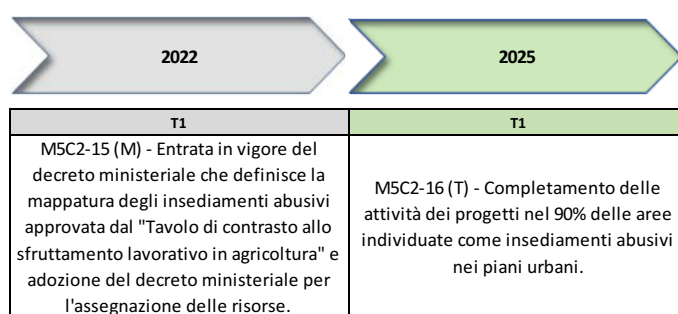 2022
2025
T1
T1
M5C2-15 (M) - Entrata in vigore del
decreto ministeriale che definisce la
mappatura degli insediamenti abusivi
approvata dal "Tavolo di contrasto allo
sfruttamento lavorativo in agricoltura" e
adozione del decreto ministeriale per
l'assegnazione delle risorse.
M5C2-16 (T) - Completamento delle
attività dei progetti nel 90% delle aree
individuate come insediamenti abusivi
nei piani urbani.